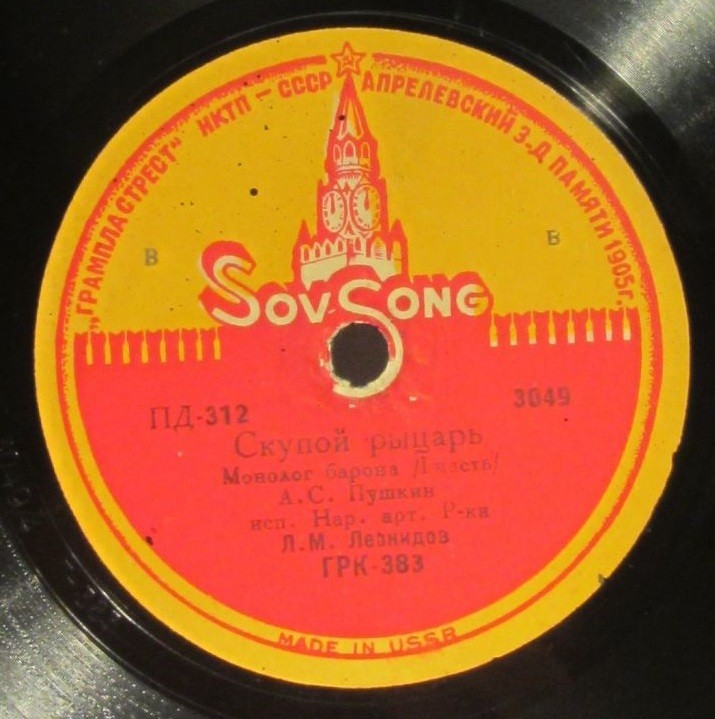 „ГРАМПЛАСТРЕСТ" НКТП – СССР АПРЕЛЕВСКИЙ З-Д ПАМЯТИ 1905г.
В В
SovSong
ПД-312 3049
Скупой рыцарь
Монолог барона /I часть/
А.С. Пушкин
исп. Нар. арт. Р-ки
Л.М. Леонидов
ГРК-383
MADE IN USSR